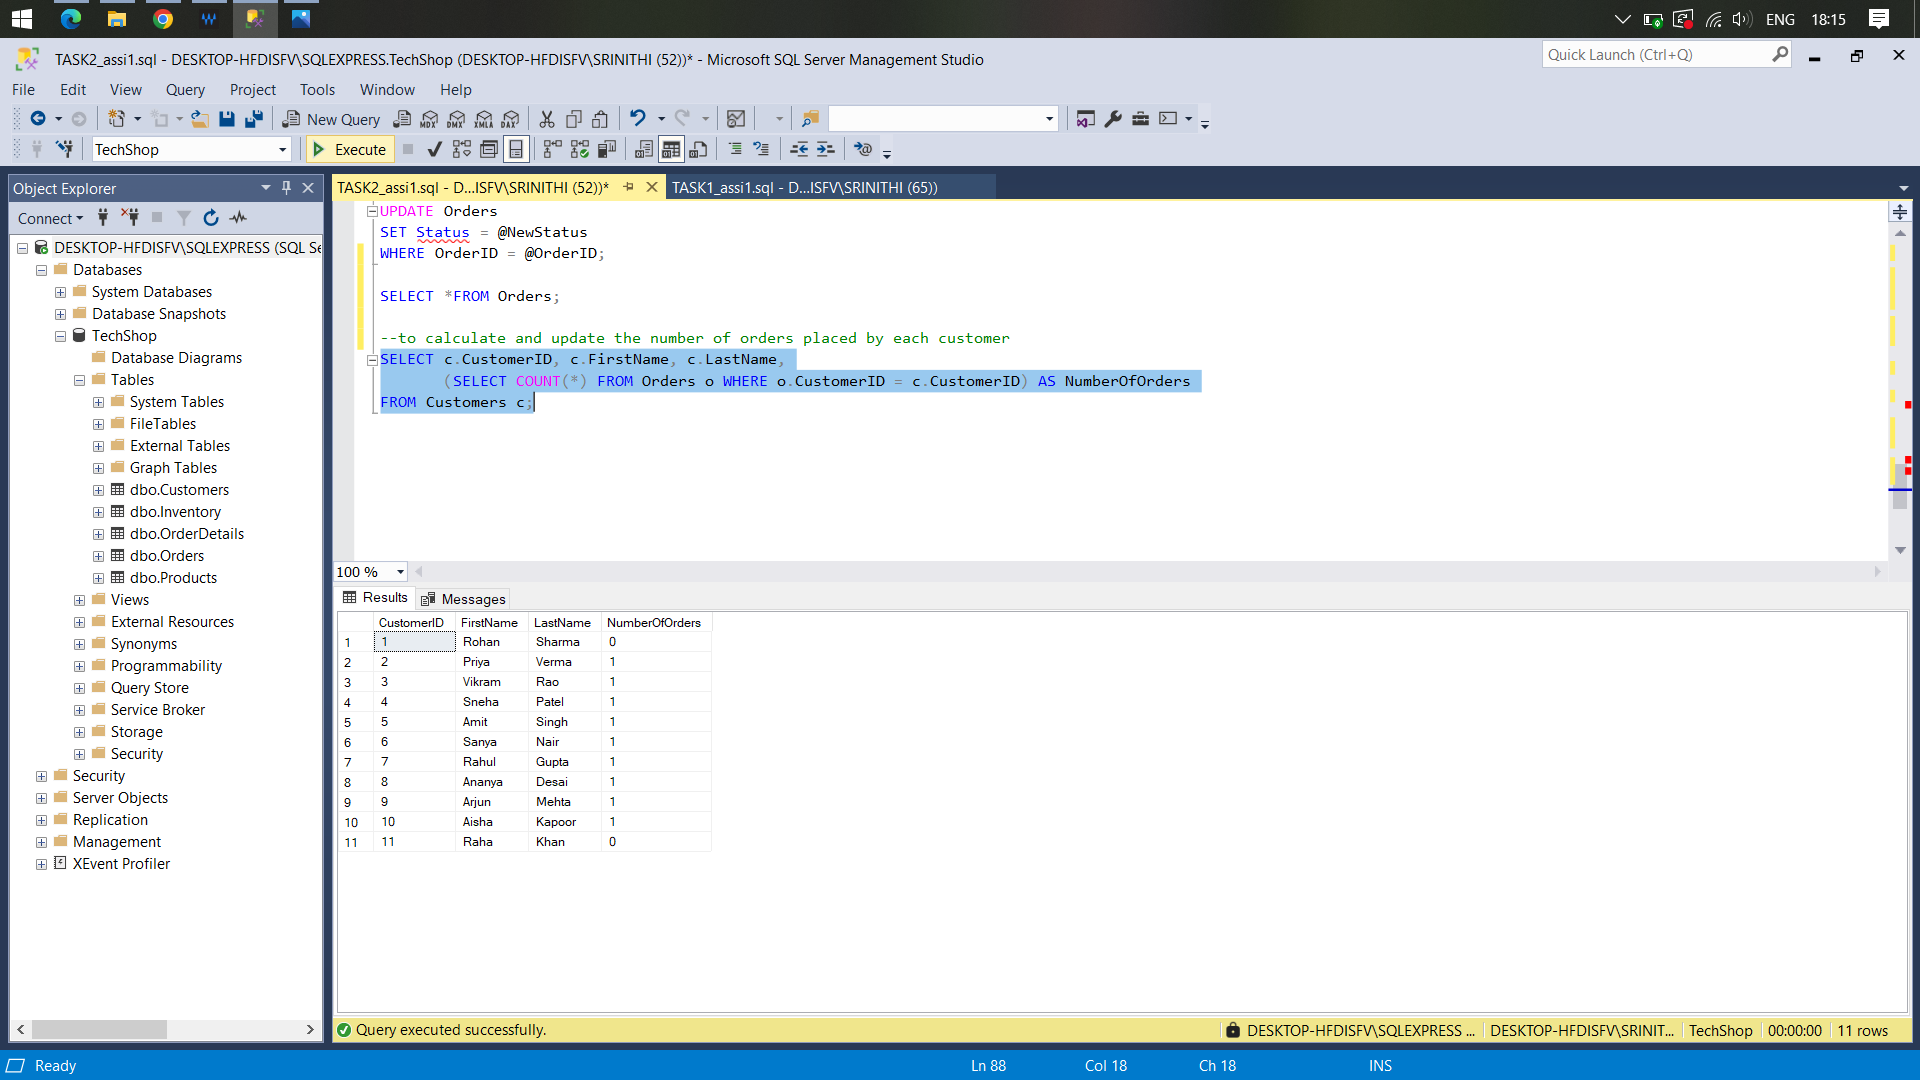 ENG 18:15
TASK2_assi1.sql - DESKTOP-HFDISFV\SQLEXPRESS.TechShop (DESKTOP-HFDISFV\SRINITHI (52))* - Microsoft SQL Server Management Studio
Quick Launch (Ctrl+Q)
File Edit View Query Project Tools Window Help
New Query MDX DMX XMLA DAX
TechShop Execute
Object Explorer
Connect
DESKTOP-HFDISFV\SQLEXPRESS (SQL Se
Databases
System Databases
Database Snapshots
TechShop
Database Diagrams
Tables
System Tables
FileTables
External Tables
Graph Tables
dbo.Customers
dbo.Inventory
dbo.OrderDetails
dbo.Orders
dbo.Products
Views
External Resources
Synonyms
Programmability
Query Store
Service Broker
Storage
Security
Security
Server Objects
Replication
Management
XEvent Profiler
TASK2_assi1.sql - D...ISFV\SRINITHI (52))* TASK1_assi1.sql - D...ISFV\SRINITHI (65))
UPDATE Orders
SET Status = @NewStatus
WHERE OrderID = @OrderID;
SELECT *FROM Orders;
--to calculate and update the number of orders placed by each customer
SELECT c.CustomerID, c.FirstName, c.LastName,
(SELECT COUNT(*) FROM Orders o WHERE o.CustomerID = c.CustomerID) AS NumberOfOrders
FROM Customers c;
100 %
Results Messages
CustomerID FirstName LastName NumberOfOrders
1 1 Rohan Sharma 0
2 2 Priya Verma 1
3 3 Vikram Rao 1
4 4 Sneha Patel 1
5 5 Amit Singh 1
6 6 Sanya Nair 1
7 7 Rahul Gupta 1
8 8 Ananya Desai 1
9 9 Arjun Mehta 1
10 10 Aisha Kapoor 1
11 11 Raha Khan 0
Query executed successfully. DESKTOP-HFDISFV\SQLEXPRESS ... DESKTOP-HFDISFV\SRINIT... TechShop 00:00:00 11 rows
Ready Ln 88 Col 18 Ch 18 INS